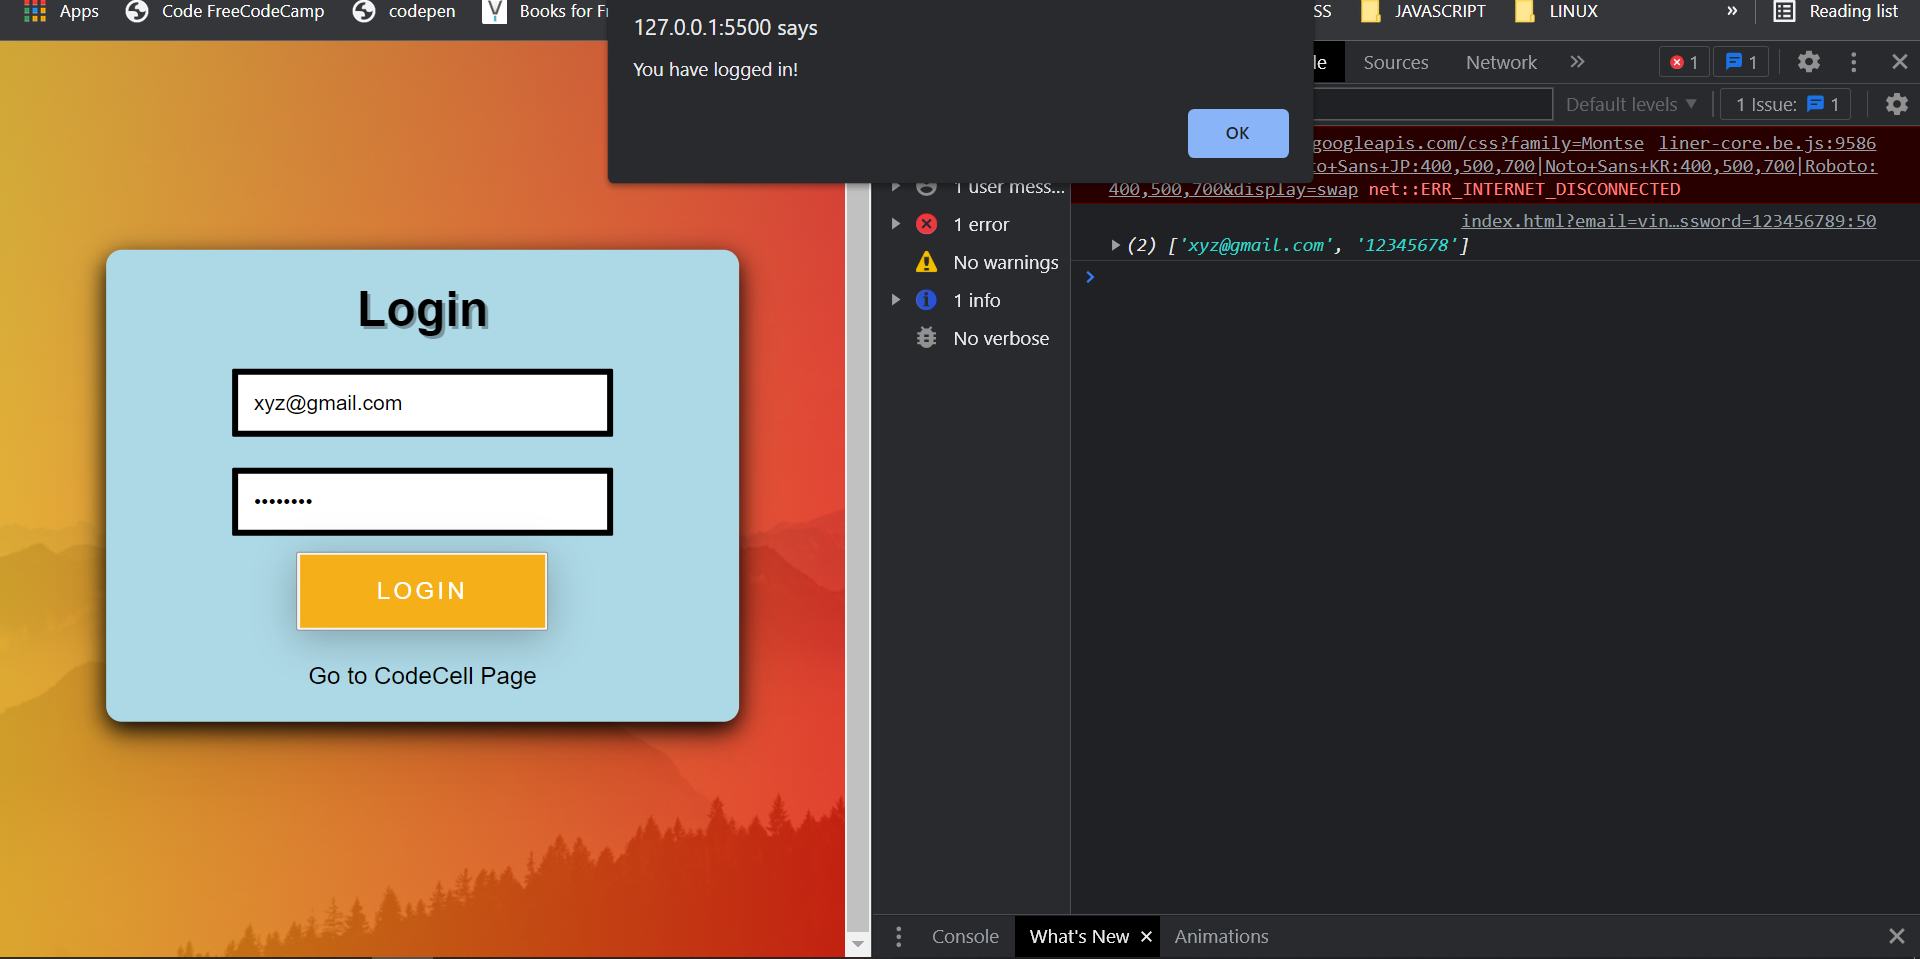 Apps
Code FreeCodeCamp
codepen
Books for Fr
127.0.0.1:5500 says
You have logged in!
OK
SS
JAVASCRIPT
LINUX
»
Reading list
le
Sources
Network
»
1
1
Default levels ▼
1 Issue:
1
googleapis.com/css?family=Montse
liner-core.be.js:9586
to+Sans+JP:400,500,700|Noto+Sans+KR:400,500,700|Roboto:
400,500,700&display=swap net::ERR_INTERNET_DISCONNECTED
index.html?email=vin…ssword=123456789:50
(2) ['xyz@gmail.com', '12345678']
1 user mess...
1 error
No warnings
1 info
No verbose
Login
xyz@gmail.com
••••••••
LOGIN
Go to CodeCell Page
Console
What's New
Animations